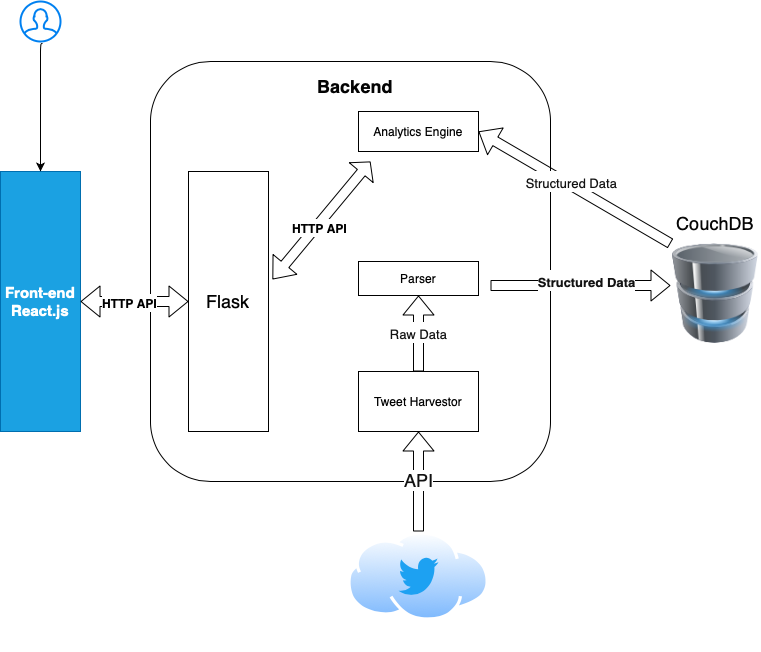 Backend
Analytics Engine
Structured Data
CouchDB
HTTP API
Front-end
React.js
HTTP API
Flask
Parser
Structured Data
Raw Data
Tweet Harvestor
API